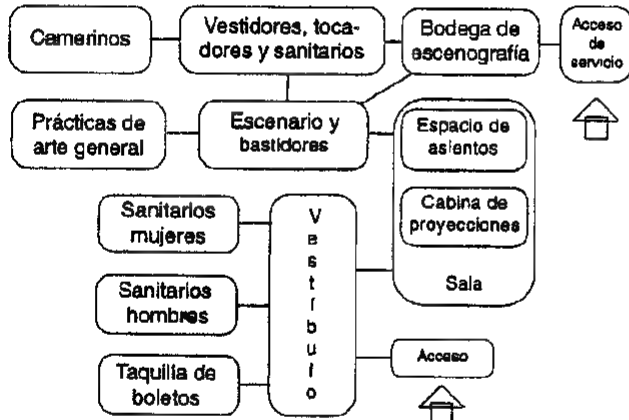 Camerinos
Vestidores, toca-
dores y sanitarios
Bodega de
escenografía
Acceso
de
servicio
Prácticas de
arte general
Escenario y
bastidores
Espacio de
asientos
Cabina de
proyecciones
Sala
Sanitarios
mujeres
Sanitarios
hombres
Taquilla de
boletos
Vestíbulo
Acceso